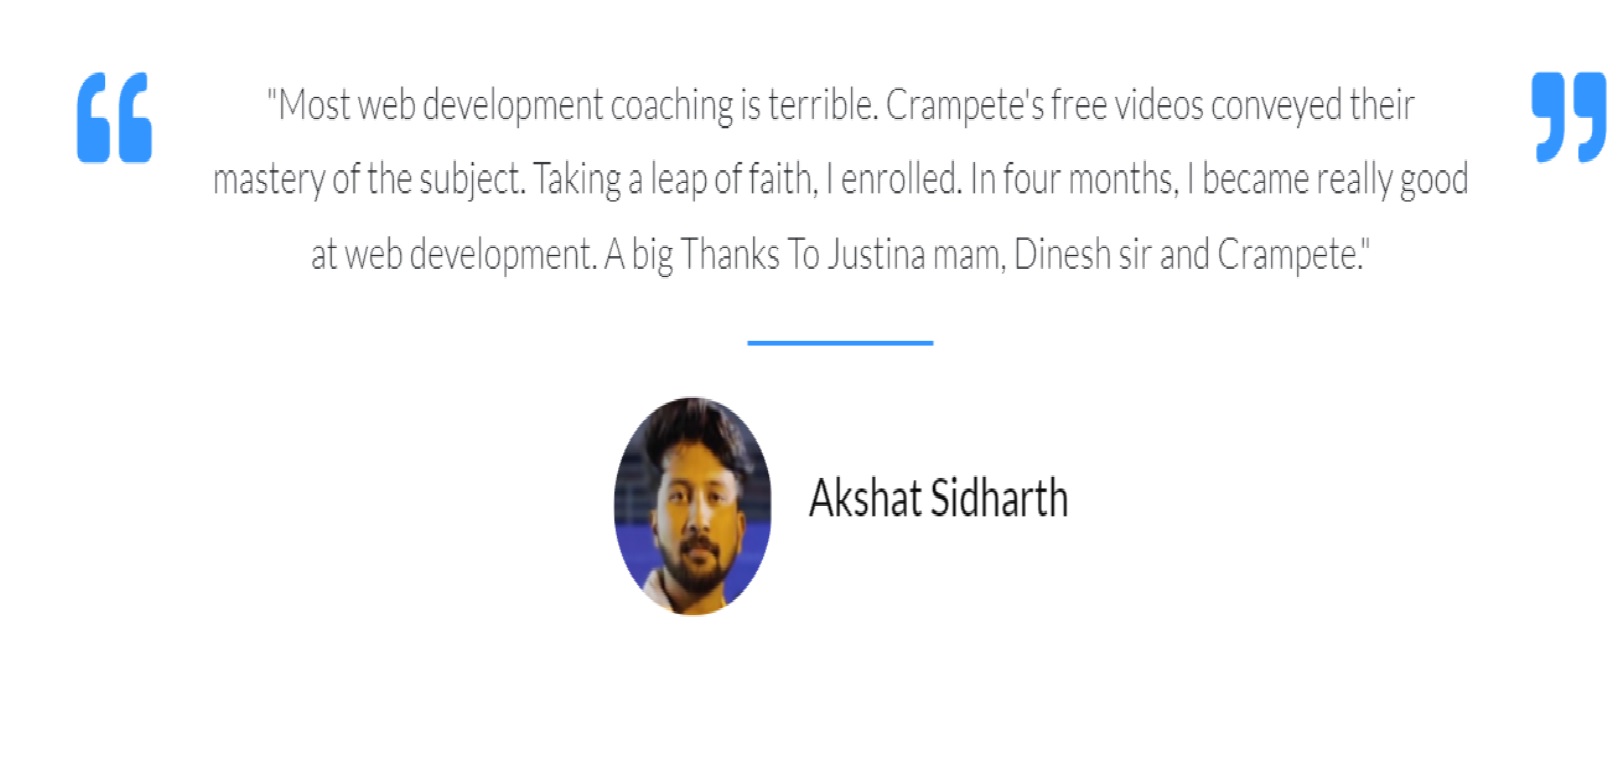 "Most web development coaching is terrible. Crampete's free videos conveyed their
mastery of the subject. Taking a leap of faith, I enrolled. In four months, I became really good
at web development. A big Thanks To Justina mam, Dinesh sir and Crampete."
Akshat Sidharth